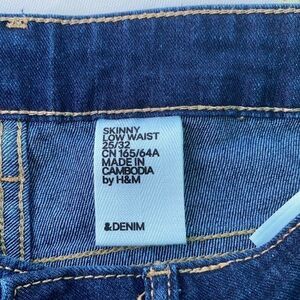 SKINNY
LOW WAIST
25/32
CN 165/64A
MADE IN
CAMBODIA
by H&M
&DENIM